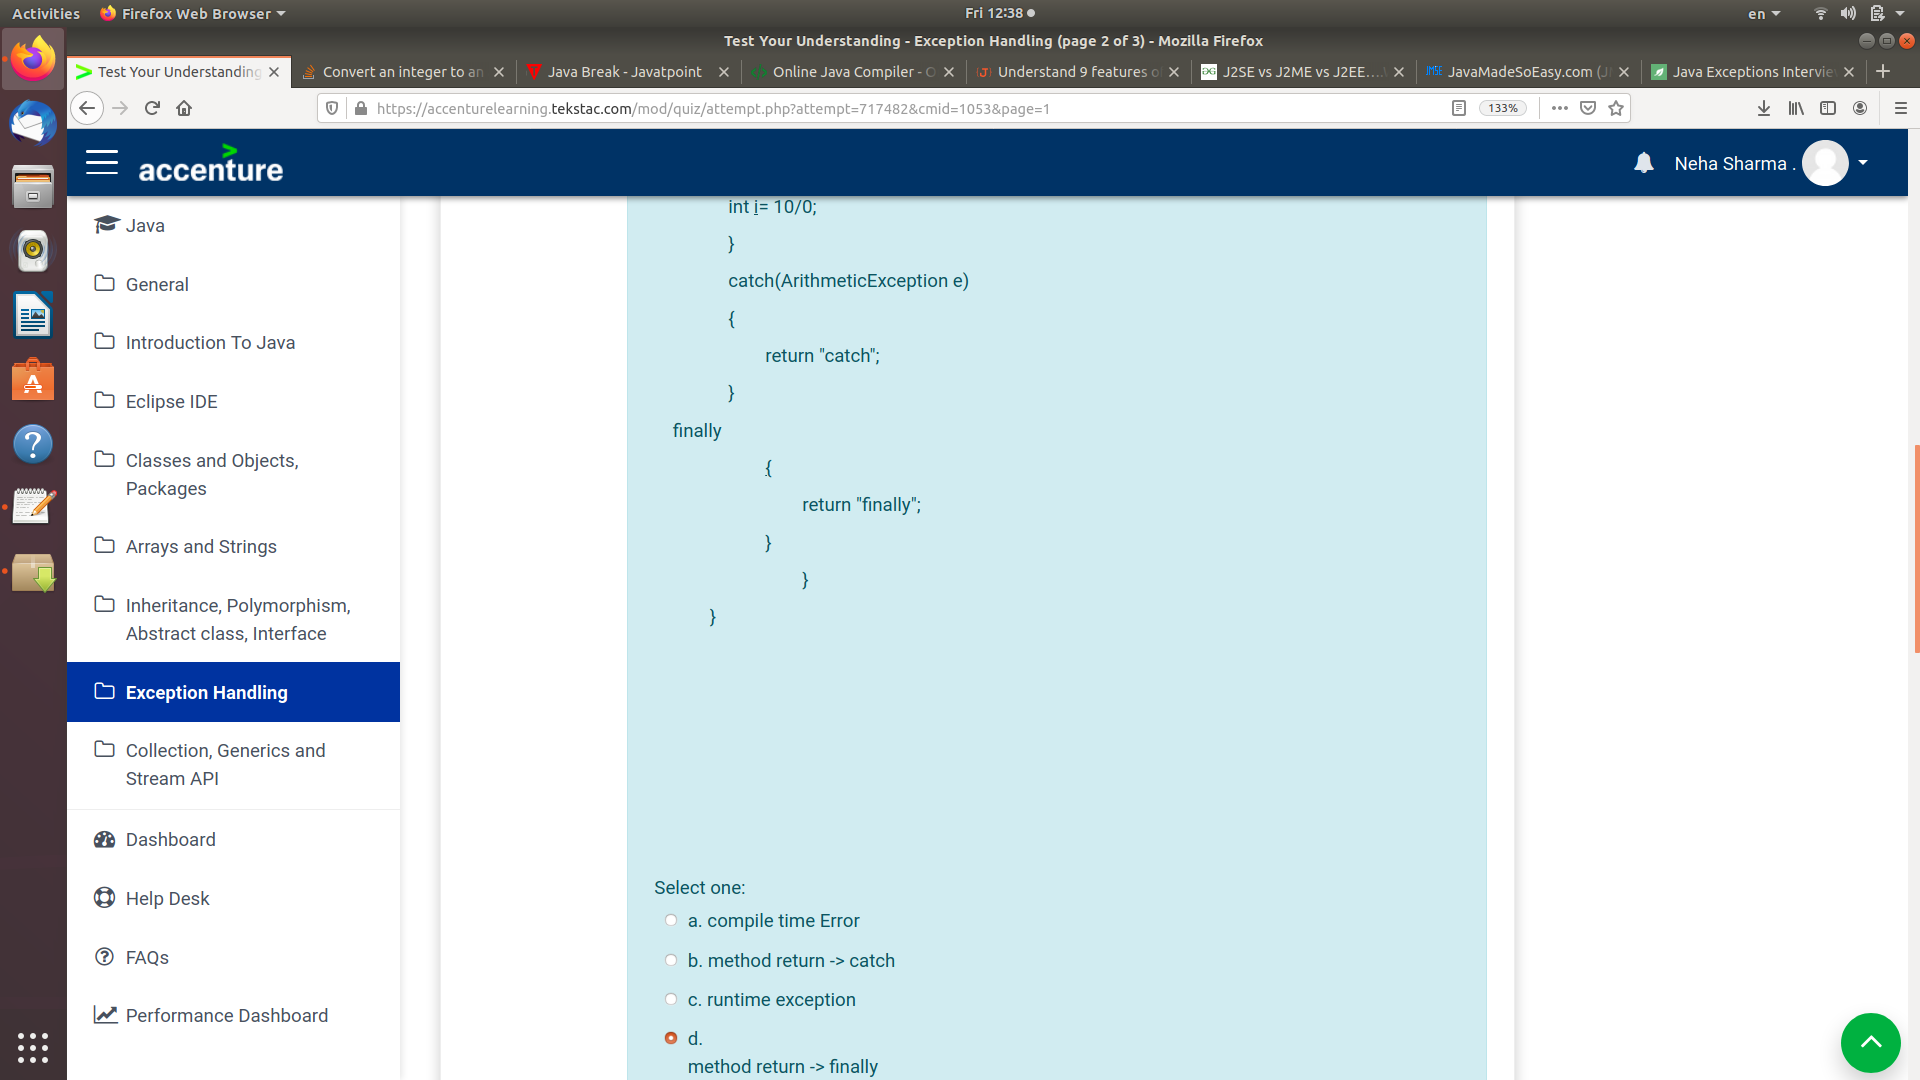 Activities
Firefox Web Browser
Fri 12:38
en
Test Your Understanding - Exception Handling (page 2 of 3) - Mozilla Firefox
Test Your Understanding
Convert an integer to an
Java Break - Javatpoint
Online Java Compiler - O
Understand 9 features o
J2SE vs J2ME vs J2EE....
JavaMadeSoEasy.com (J
Java Exceptions Intervie
https://accenturelearning.tekstac.com/mod/quiz/attempt.php?attempt=717482&cmid=1053&page=1
133%
accenture
Neha Sharma .
Java
General
Introduction To Java
Eclipse IDE
Classes and Objects,
Packages
Arrays and Strings
Inheritance, Polymorphism,
Abstract class, Interface
Exception Handling
Collection, Generics and
Stream API
Dashboard
Help Desk
FAQs
Performance Dashboard
int i= 10/0;
}
catch(ArithmeticException e)
{
return "catch";
}
finally
{
return "finally";
}
}
}
Select one:
a. compile time Error
b. method return -> catch
c. runtime exception
d.
method return -> finally